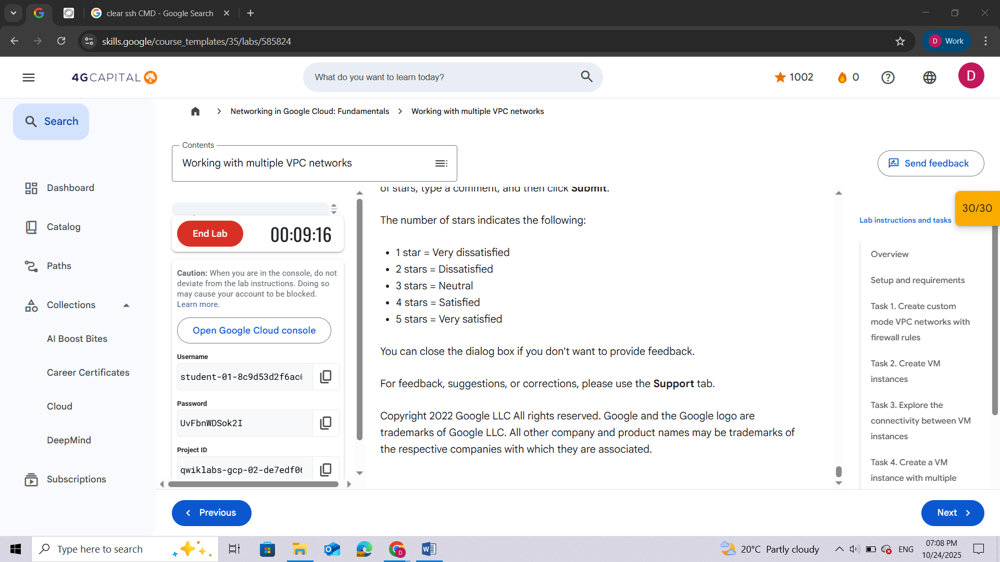 clear ssh CMD - Google Search
skills.google/course_templates/35/labs/585824
D Work
4GCAPITAL
What do you want to learn today?
1002
0
D
Search
Dashboard
Catalog
Paths
Collections
AI Boost Bites
Career Certificates
Cloud
DeepMind
Subscriptions
Networking in Google Cloud: Fundamentals
Working with multiple VPC networks
Contents
Working with multiple VPC networks
Send feedback
End Lab
00:09:16
Caution: When you are in the console, do not
deviate from the lab instructions. Doing so
may cause your account to be blocked.
Learn more.
Open Google Cloud console
Username
student-01-8c9d53d2f6ac
Password
UvFbnWDSok2I
Project ID
qwiklabs-gcp-02-de7edf0
of stars, type a comment, and then click Submit.
The number of stars indicates the following:
• 1 star = Very dissatisfied
• 2 stars = Dissatisfied
• 3 stars = Neutral
• 4 stars = Satisfied
• 5 stars = Very satisfied
You can close the dialog box if you don't want to provide feedback.
For feedback, suggestions, or corrections, please use the Support tab.
Copyright 2022 Google LLC All rights reserved. Google and the Google logo are
trademarks of Google LLC. All other company and product names may be trademarks of
the respective companies with which they are associated.
30/30
Lab instructions and tasks
Overview
Setup and requirements
Task 1. Create custom
mode VPC networks with
firewall rules
Task 2. Create VM
instances
Task 3. Explore the
connectivity between VM
instances
Task 4. Create a VM
instance with multiple
Previous
Next
Type here to search
20°C Partly cloudy
ENG
07:08 PM
10/24/2025